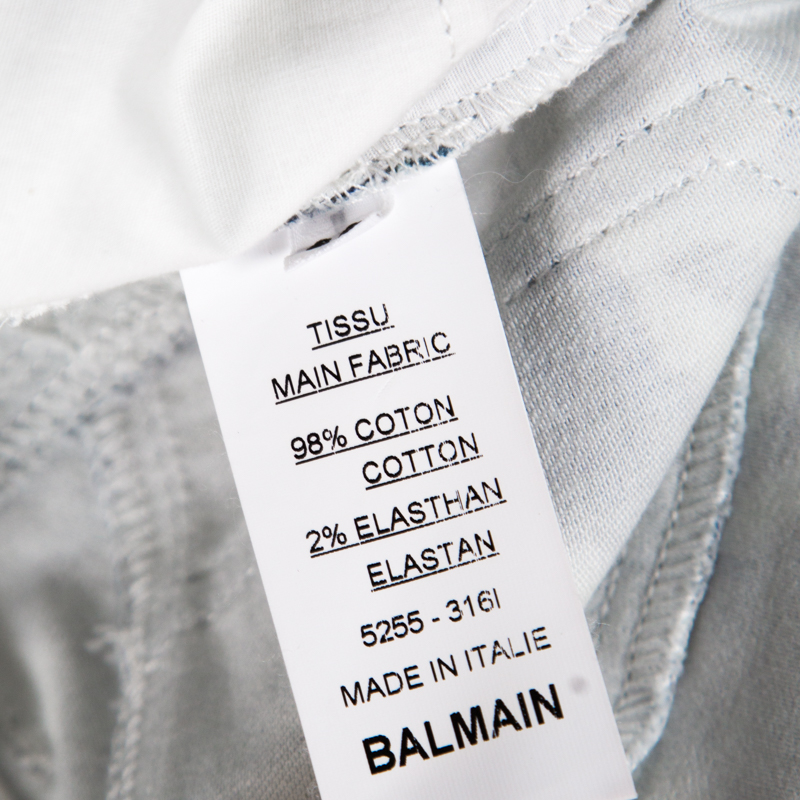 TISSU
MAIN FABRIC
98% COTON
COTTON
2% ELASTHAN
ELASTAN
5255 - 316I
MADE IN ITALIE
BALMAIN